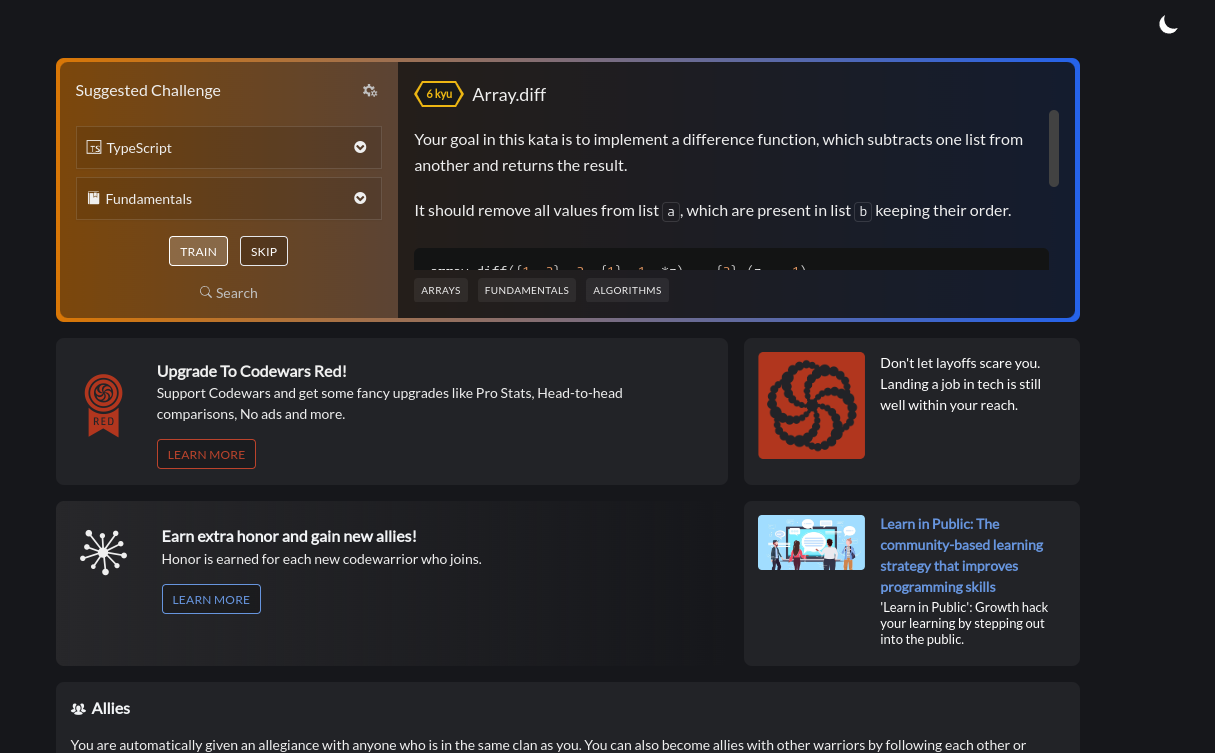 Suggested Challenge
TypeScript
Fundamentals
TRAIN
SKIP
Search
6 kyu
Array.diff
Your goal in this kata is to implement a difference function, which subtracts one list from
another and returns the result.
It should remove all values from list a, which are present in list b keeping their order.
ARRAYS
FUNDAMENTALS
ALGORITHMS
RED
Upgrade To Codewars Red!
Support Codewars and get some fancy upgrades like Pro Stats, Head-to-head
comparisons, No ads and more.
LEARN MORE
Don't let layoffs scare you.
Landing a job in tech is still
well within your reach.
Earn extra honor and gain new allies!
Honor is earned for each new codewarrior who joins.
LEARN MORE
Learn in Public: The
community-based learning
strategy that improves
programming skills
'Learn in Public': Growth hack
your learning by stepping out
into the public.
Allies
You are automatically given an allegiance with anyone who is in the same clan as you. You can also become allies with other warriors by following each other or